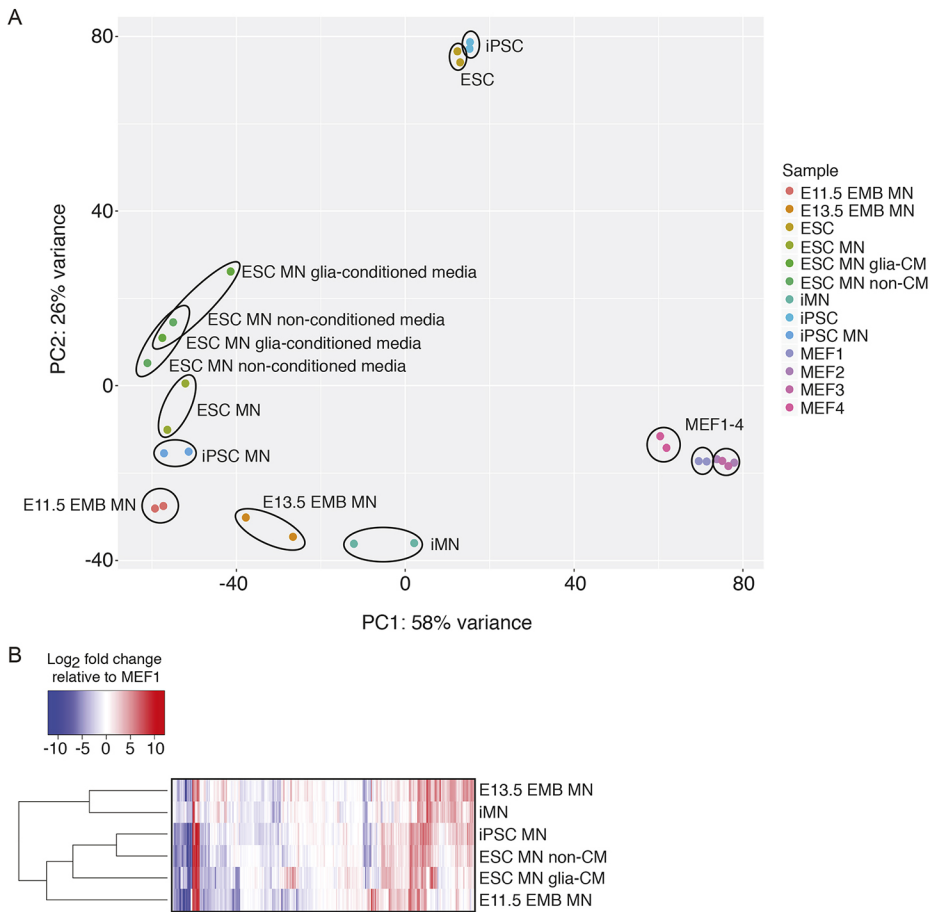 A
80
40
0
-40
PC2: 26% variance
iPSC
ESC
ESC MN glia-conditioned media
ESC MN non-conditioned media
ESC MN glia-conditioned media
ESC MN non-conditioned media
ESC MN
iPSC MN
E11.5 EMB MN
E13.5 EMB MN
iMN
MEF1-4
-40 0 40 80
PC1: 58% variance
Sample
E11.5 EMB MN
E13.5 EMB MN
ESC
ESC MN
ESC MN glia-CM
ESC MN non-CM
iMN
iPSC
iPSC MN
MEF1
MEF2
MEF3
MEF4
B
Log2 fold change
relative to MEF1
-10 -5 0 5 10
E13.5 EMB MN
iMN
iPSC MN
ESC MN non-CM
ESC MN glia-CM
E11.5 EMB MN